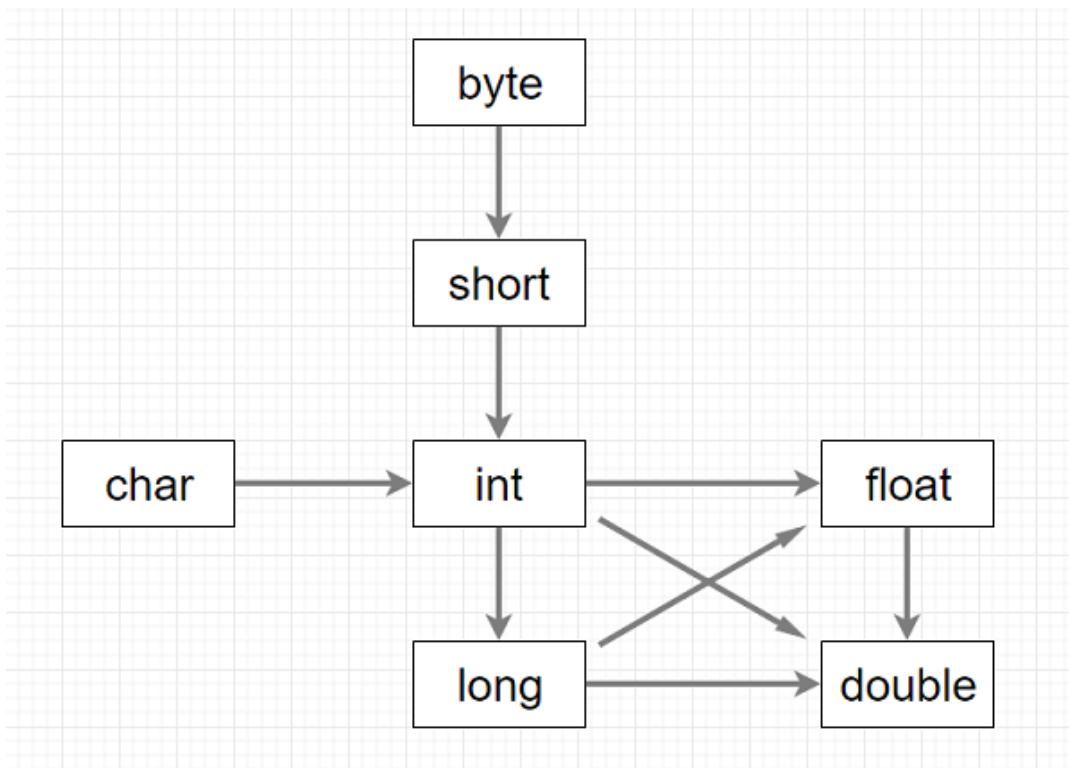 byte
short
char
int
float
long
double